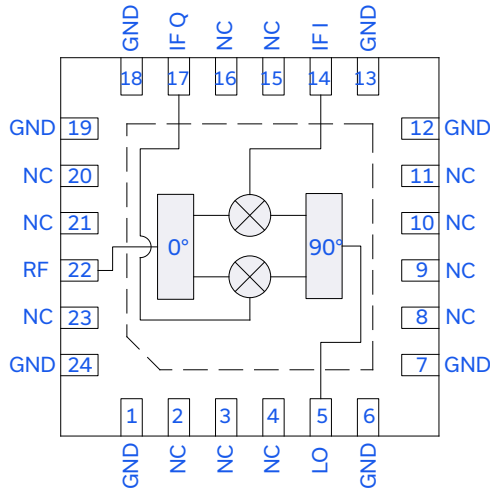 GND
IF Q
NC
NC
IF I
GND
18
17
16
15
14
13
GND 19
12 GND
NC 20
11 NC
NC 21
10 NC
0°
90°
RF 22
9 NC
NC 23
8 NC
GND 24
7 GND
1
2
3
4
5
6
GND
NC
NC
NC
LO
GND